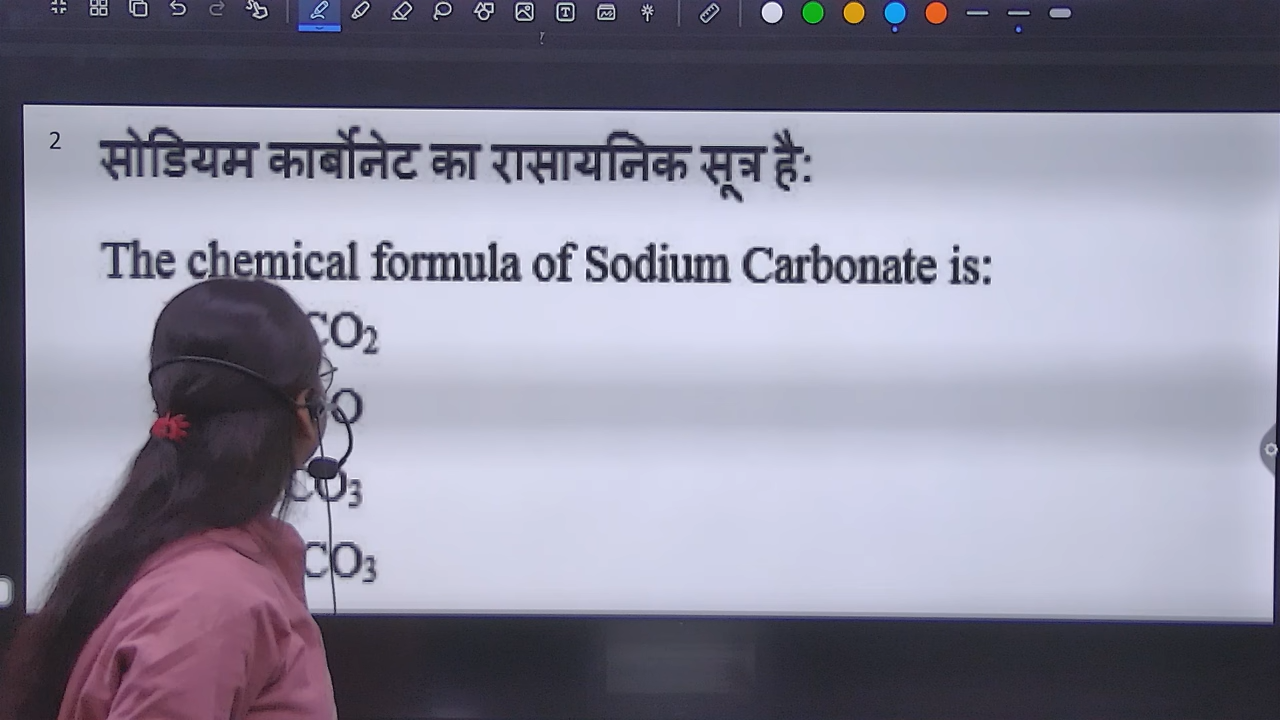 2
सोडियम कार्बोनेट का रासायनिक सूत्र है:
The chemical formula of Sodium Carbonate is:
CO₂
O
CO₃
CO₃